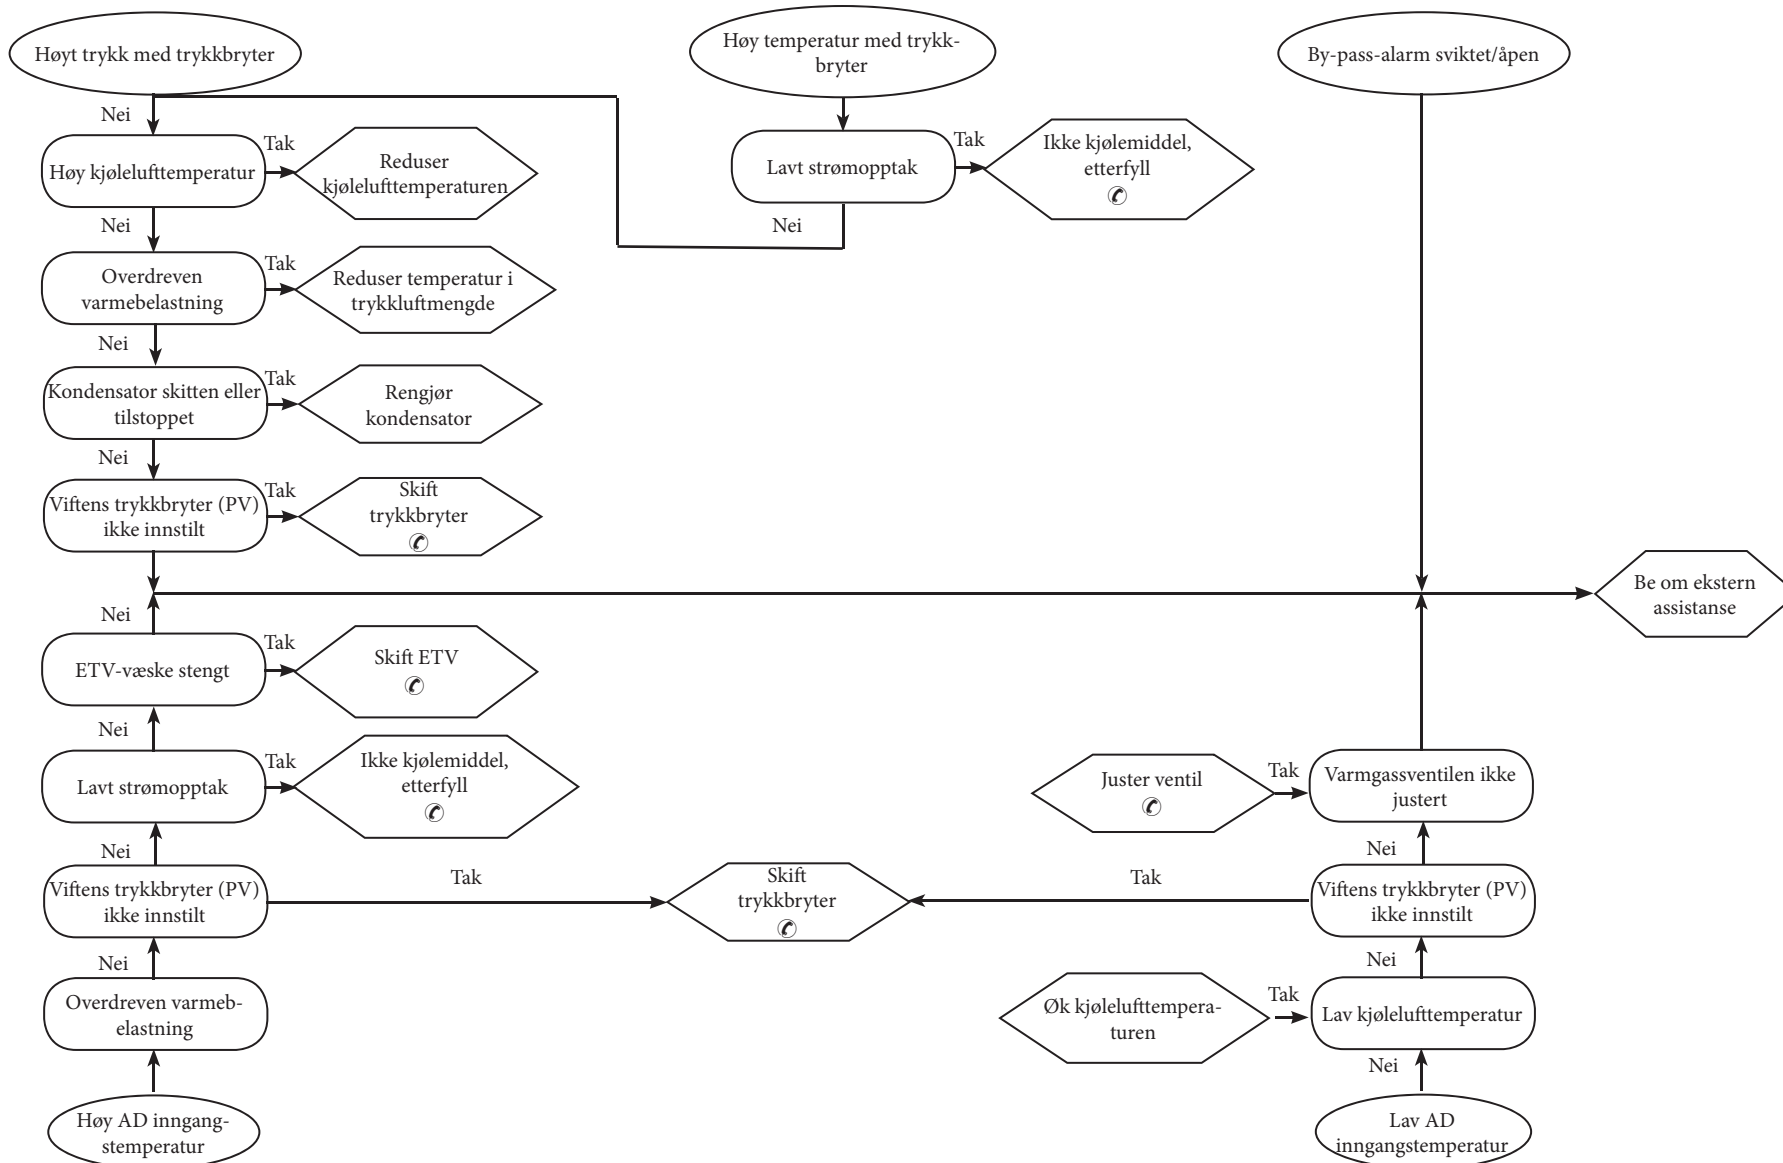 Høyt trykk med trykkbryter
Høy temperatur med trykk-
bryter
By-pass-alarm sviktet/åpen
Nei
Høy kjølelufttemperatur
Tak
Reduser
kjølelufttemperaturen
Lavt strømopptak
Tak
Ikke kjølemiddel,
etterfyll
Nei
Nei
Overdreven
varmebelastning
Tak
Reduser temperatur i
trykkluftmengde
Nei
Kondensator skitten eller
tilstoppet
Tak
Rengjør
kondensator
Nei
Viftens trykkbryter (PV)
ikke innstilt
Tak
Skift
trykkbryter
Be om ekstern
assistanse
Nei
ETV-væske stengt
Tak
Skift ETV
Nei
Lavt strømopptak
Tak
Ikke kjølemiddel,
etterfyll
Juster ventil
Tak
Varmgassventilen ikke
justert
Nei
Nei
Viftens trykkbryter (PV)
ikke innstilt
Tak
Skift
trykkbryter
Tak
Viftens trykkbryter (PV)
ikke innstilt
Nei
Nei
Overdreven varmeb-
elastning
Øk kjølelufttempera-
turen
Tak
Lav kjølelufttemperatur
Nei
Høy AD inngang-
stemperatur
Lav AD
inngangstemperatur